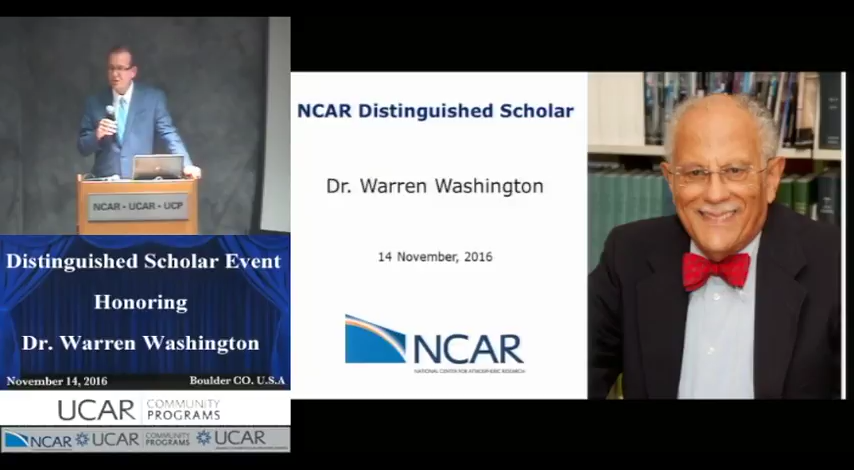 NCAR - UCAR - UCP
Distinguished Scholar Event
Honoring
Dr. Warren Washington
November 14, 2016 Boulder CO. U.S.A
UCAR COMMUNITY
PROGRAMS
NCAR UCAR COMMUNITY
PROGRAMS UCAR
NCAR Distinguished Scholar
Dr. Warren Washington
14 November, 2016
NCAR
NATIONAL CENTER FOR ATMOSPHERIC RESEARCH